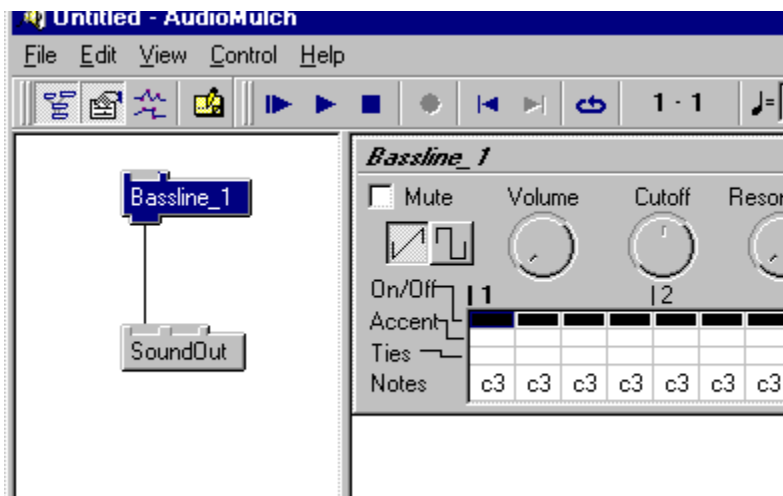 Untitled - AudioMulch
File Edit View Control Help
1 - 1
Bassline_1
Mute Volume Cutoff Reson
Bassline_1
On/Off 1 2
Accent
Ties
Notes c3 c3 c3 c3 c3 c3 c3
SoundOut